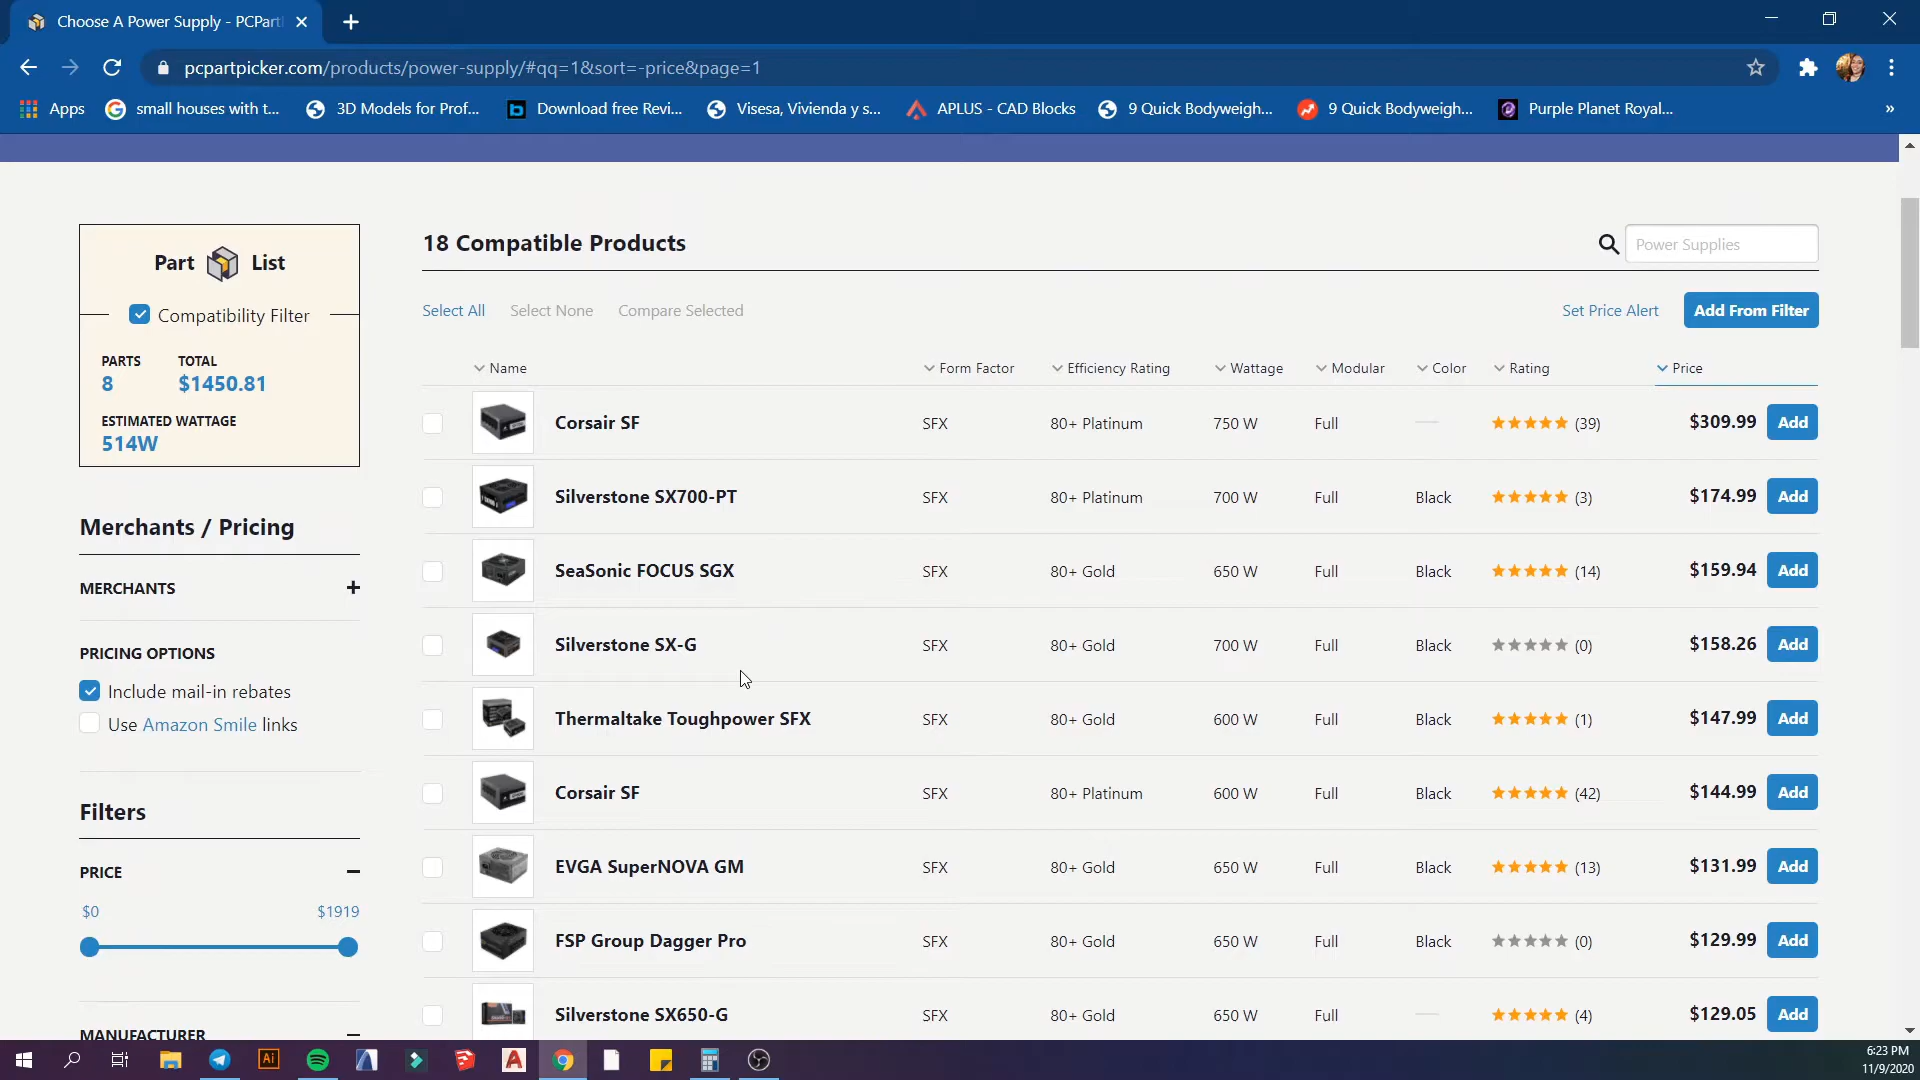 Choose A Power Supply - PCPart
pcpartpicker.com/products/power-supply/#qq=1&sort=-price&page=1
Apps small houses with t... 3D Models for Prof... Download free Revi... Visesa, Vivienda y s... APLUS - CAD Blocks 9 Quick Bodyweigh... 9 Quick Bodyweigh... Purple Planet Royal... »
Part List
Compatibility Filter
PARTS TOTAL
8 $1450.81
ESTIMATED WATTAGE
514W
Merchants / Pricing
MERCHANTS +
PRICING OPTIONS
Include mail-in rebates
Use Amazon Smile links
Filters
PRICE
$0 $1919
MANUFACTURER
18 Compatible Products
Power Supplies
Select All Select None Compare Selected Set Price Alert Add From Filter
Name Form Factor Efficiency Rating Wattage Modular Color Rating Price
Corsair SF SFX 80+ Platinum 750 W Full (39) $309.99 Add
Silverstone SX700-PT SFX 80+ Platinum 700 W Full Black (3) $174.99 Add
SeaSonic FOCUS SGX SFX 80+ Gold 650 W Full Black (14) $159.94 Add
Silverstone SX-G SFX 80+ Gold 700 W Full Black (0) $158.26 Add
Thermaltake Toughpower SFX SFX 80+ Gold 600 W Full Black (1) $147.99 Add
Corsair SF SFX 80+ Platinum 600 W Full Black (42) $144.99 Add
EVGA SuperNOVA GM SFX 80+ Gold 650 W Full Black (13) $131.99 Add
FSP Group Dagger Pro SFX 80+ Gold 650 W Full Black (0) $129.99 Add
Silverstone SX650-G SFX 80+ Gold 650 W Full (4) $129.05 Add
Ai
6:23 PM
11/9/2020